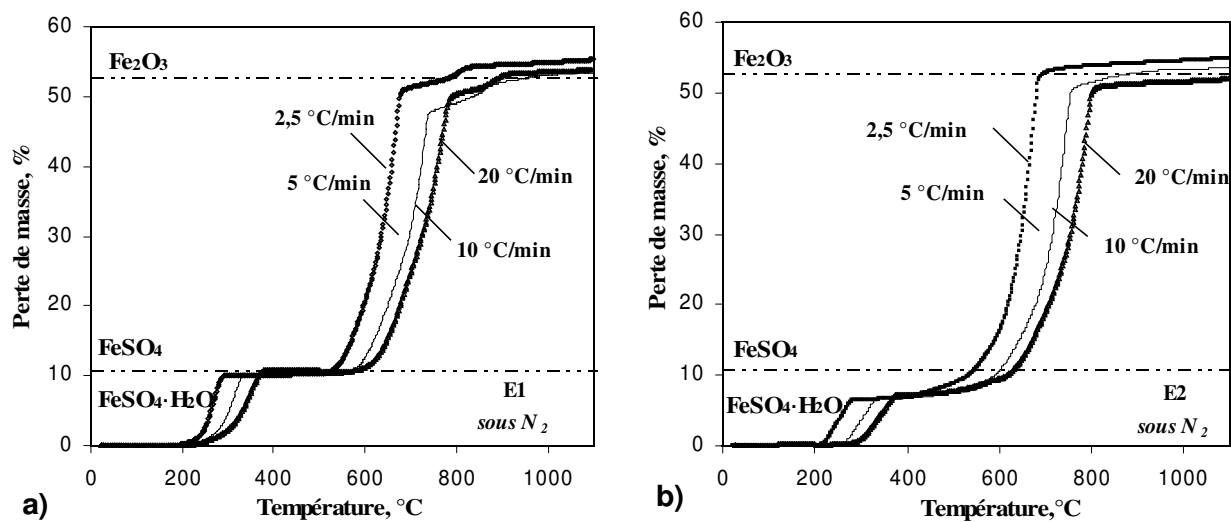 60
50
40
30
20
10
0
Perte de masse, %
Fe₂O₃
2,5 °C/min
5 °C/min
20 °C/min
10 °C/min
FeSO₄
FeSO₄·H₂O
E1
sous N₂
0 200 400 600 800 1000
Température, °C
a)
60
50
40
30
20
10
0
Perte de masse, %
Fe₂O₃
2,5 °C/min
5 °C/min
20 °C/min
10 °C/min
FeSO₄
FeSO₄·H₂O
E2
sous N₂
0 200 400 600 800 1000
Température,°C
b)